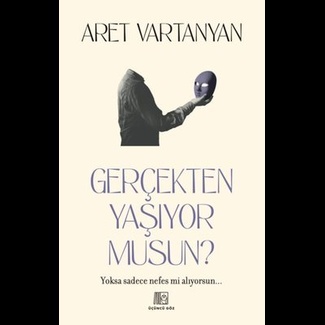 ARET VARTANYAN
GERÇEKTEN
YAŞIYOR
MUSUN?
Yoksa sadece nefes mi alıyorsun...
ÜÇÜNCÜ GÖZ